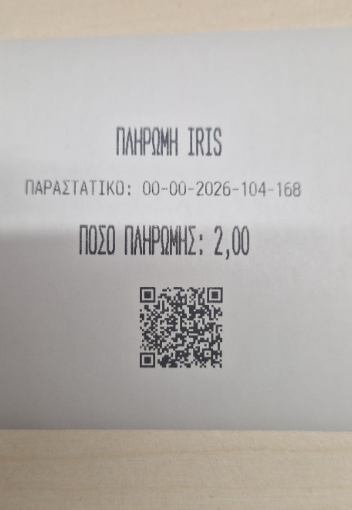 ΠΛΗΡΩΜΗ IRIS
ΠΑΡΑΣΤΑΤΙΚΟ: 00-00-2026-104-168
ΠΟΣΟ ΠΛΗΡΩΜΗΣ: 2,00